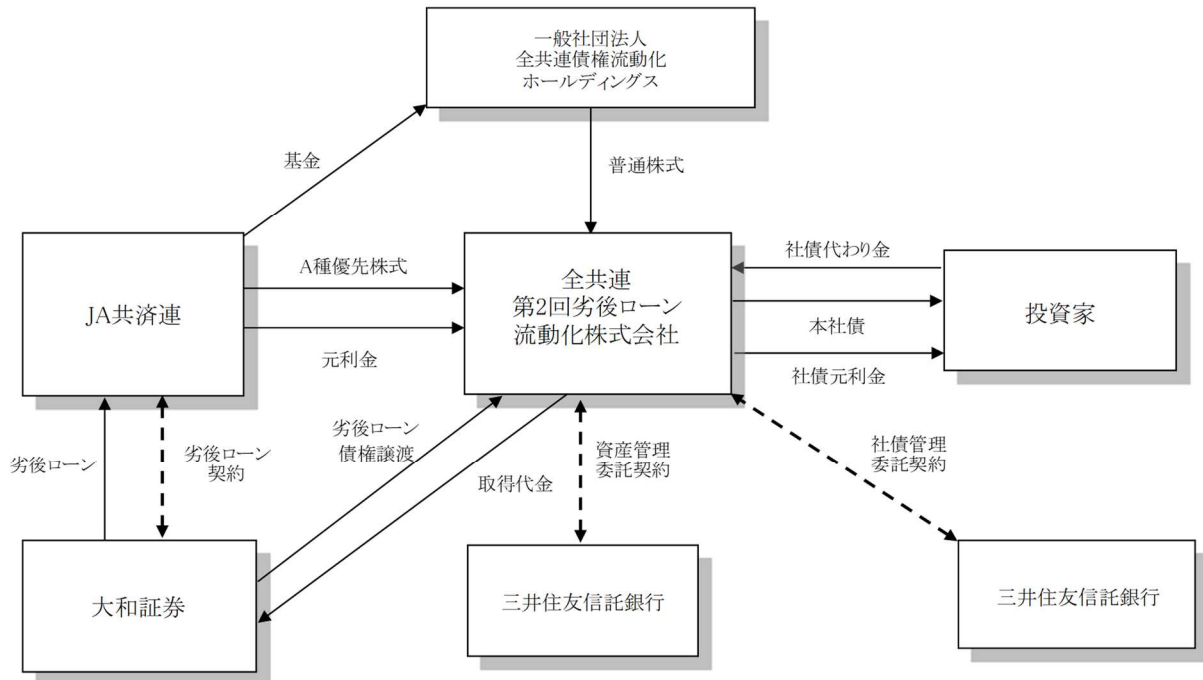 一般社団法人
全共連債権流動化
ホールディングス
基金
普通株式
JA共済連
A種優先株式
元利金
全共連
第2回劣後ローン
流動化株式会社
社債代わり金
本社債
社債元利金
投資家
劣後ローン
劣後ローン
契約
劣後ローン
債権譲渡
取得代金
資産管理
委託契約
社債管理
委託契約
大和証券
三井住友信託銀行
三井住友信託銀行